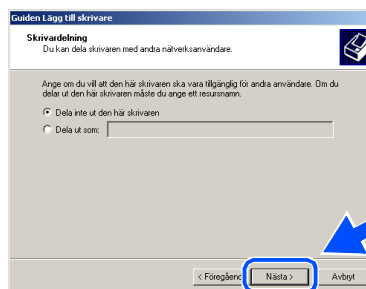 Guiden Lägg till skrivare
Skrivardelning
Du kan dela skrivaren med andra nätverksanvändare.
Ange om du vill att den här skrivaren ska vara tillgänglig för andra användare. Om du
delar ut den här skrivaren måste du ange ett resursnamn.
Dela inte ut den här skrivaren
Dela ut som:
< Föregående
Nästa >
Avbryt